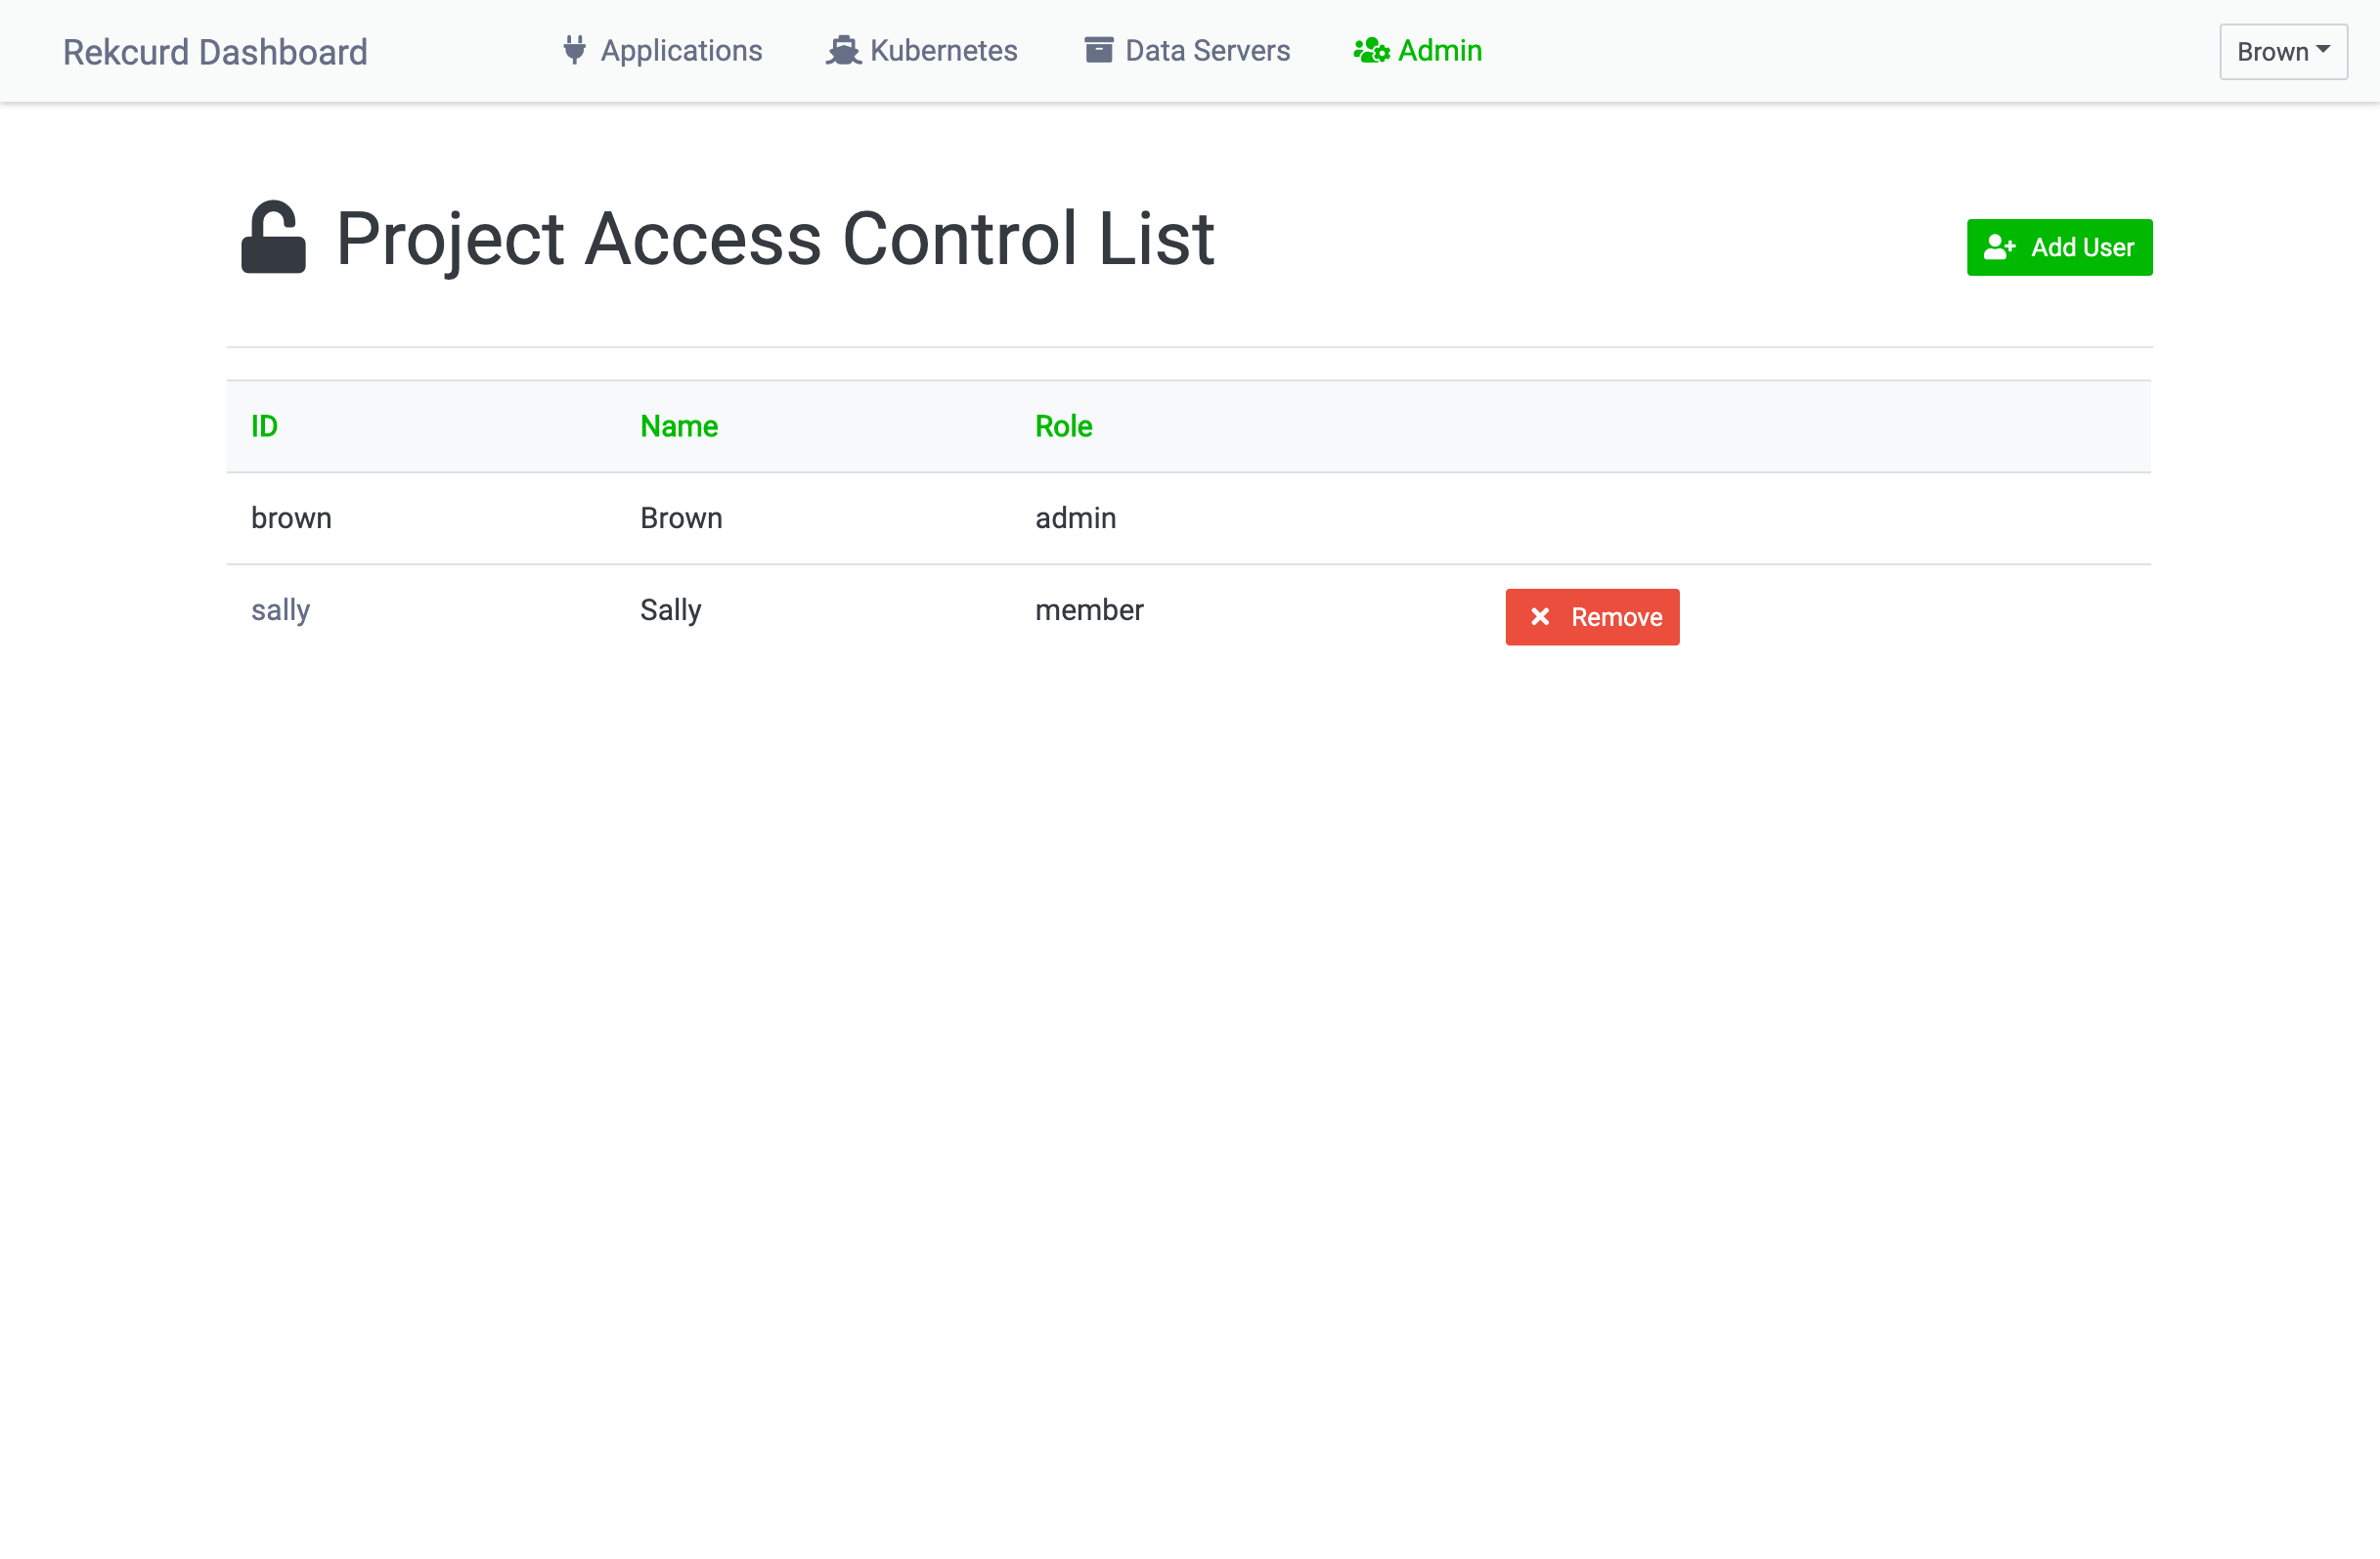 Rekcurd Dashboard Applications Kubernetes Data Servers Admin Brown
Project Access Control List Add User
ID Name Role
brown Brown admin
sally Sally member Remove